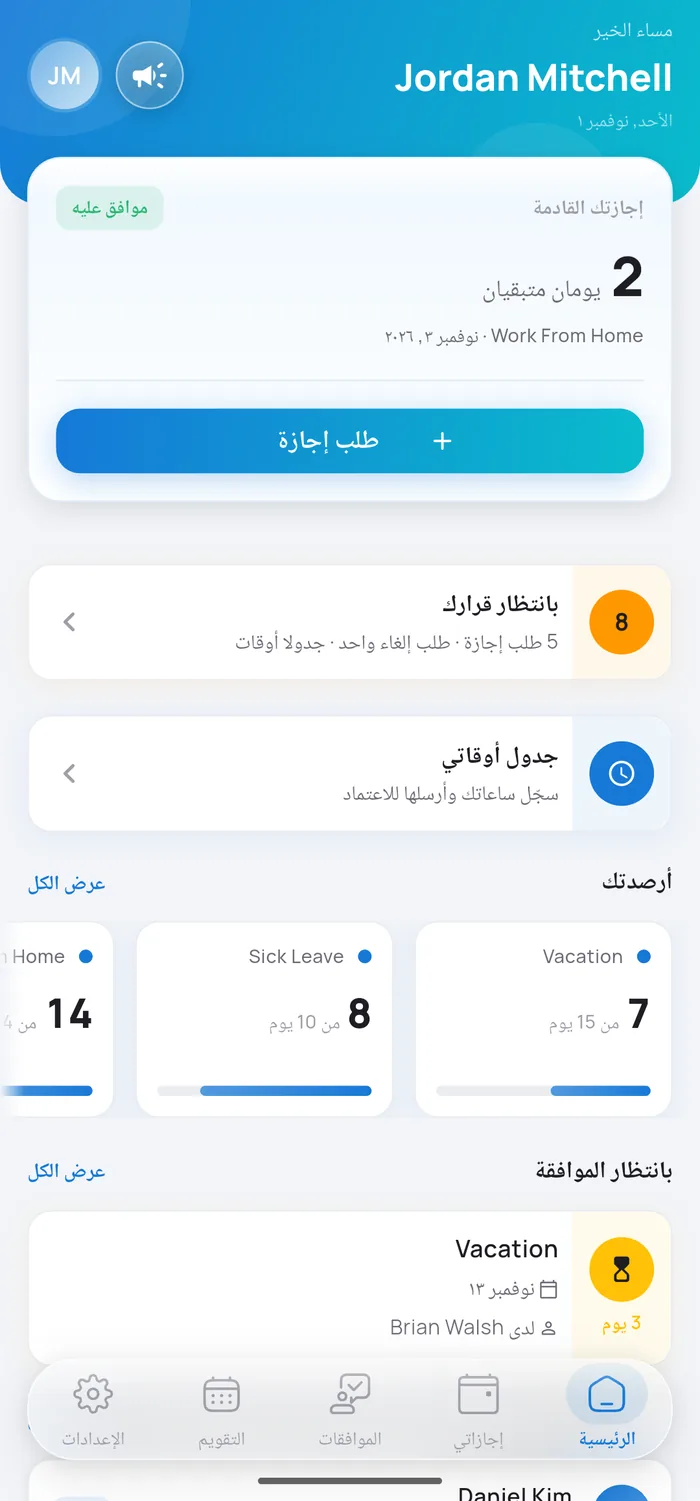 مساء الخير
Jordan Mitchell
الأحد, نوفمبر ١
JM
إجازتك القادمة
موافق عليه
2 يومان متبقيان
Work From Home · نوفمبر ٣, ٢٠٢٦
+ طلب إجازة
8
بانتظار قرارك
5 طلب إجازة · طلب إلغاء واحد · جدولا أوقات
جدول أوقاتي
سجّل ساعاتك وأرسلها للاعتماد
أرصدتك
عرض الكل
Vacation
7 من 15 يوم
Sick Leave
8 من 10 يوم
Home
14 من
بانتظار الموافقة
عرض الكل
Vacation
نوفمبر ١٣
لدى Brian Walsh
3 يوم
الرئيسية
إجازاتي
الموافقات
التقويم
الإعدادات
Daniel Kim